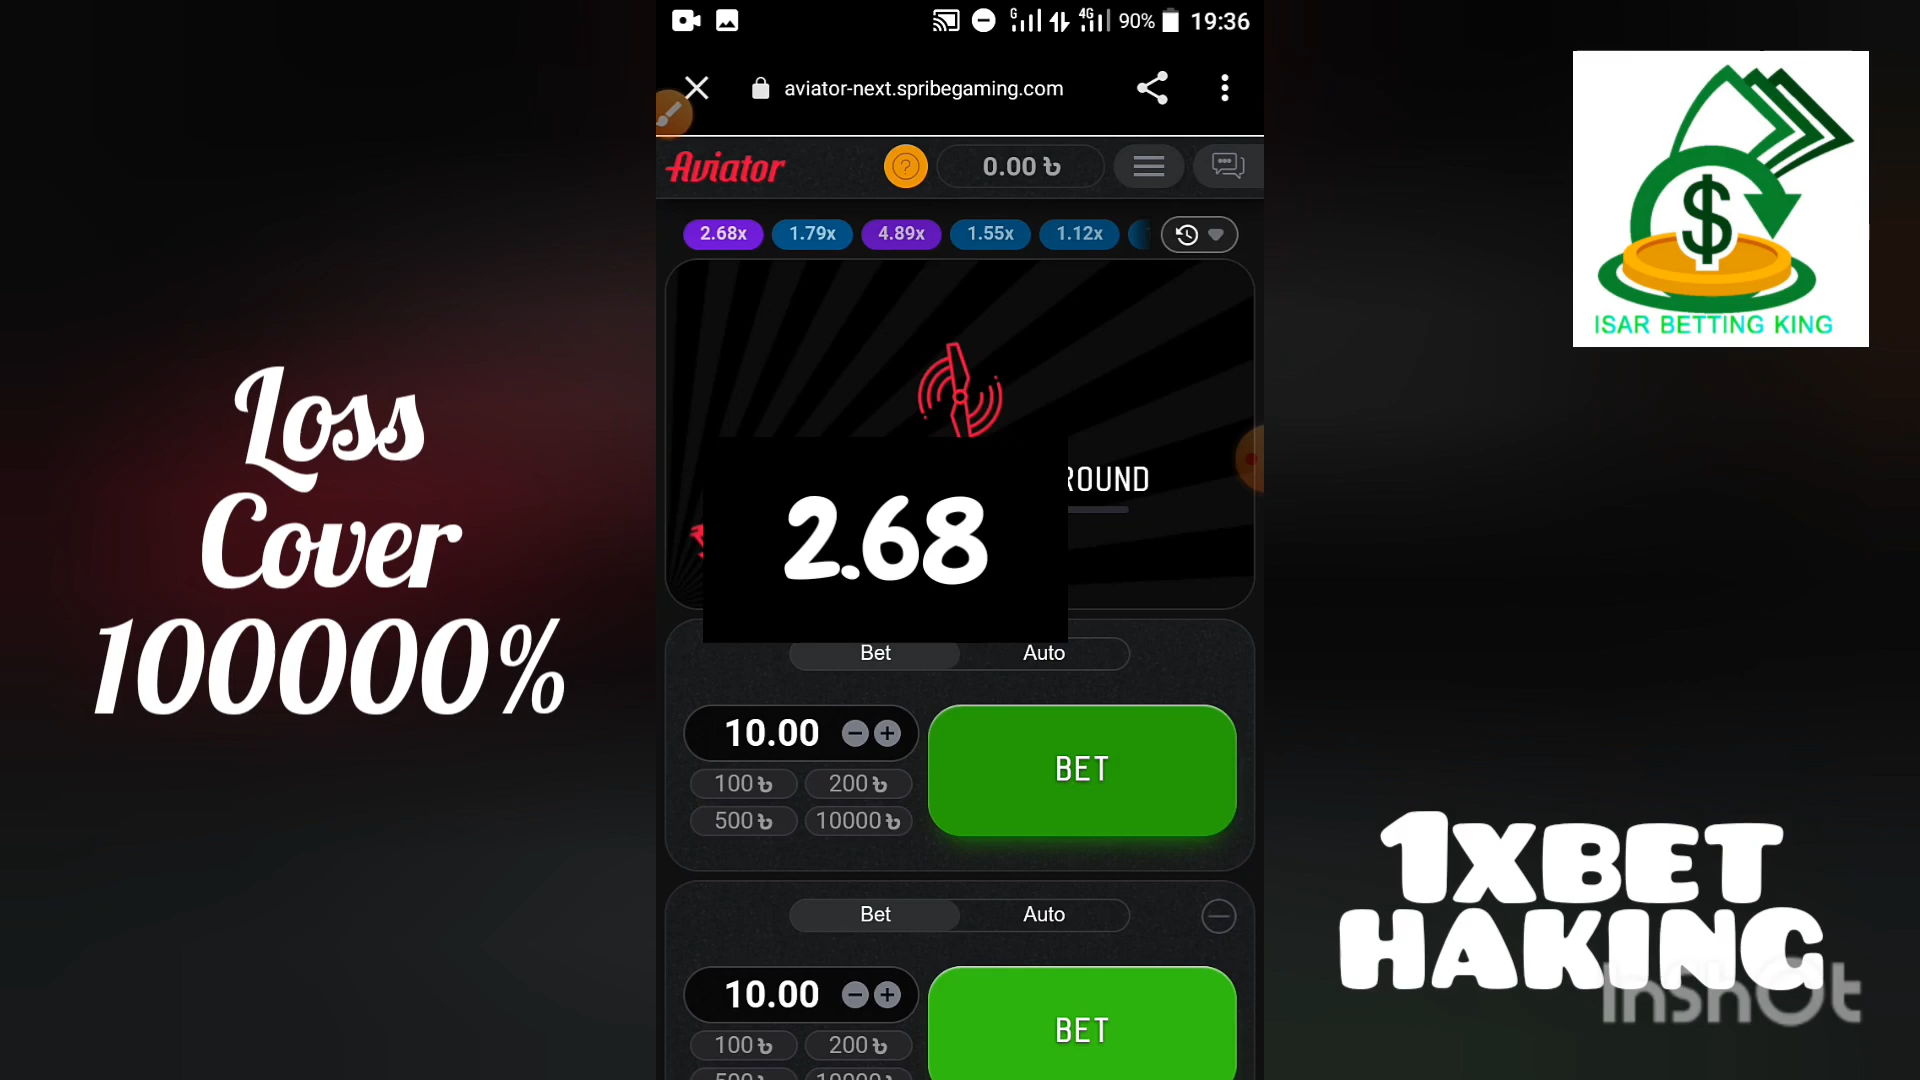 G 4G 90% 19:36
aviator-next.spribegaming.com
Aviator
?
0.00 ৳
2.68x 1.79x 4.89x 1.55x 1.12x
ROUND
2.68
Bet Auto
10.00
BET
100 ৳ 200 ৳
500 ৳ 10000 ৳
Bet Auto
10.00
BET
100 ৳ 200 ৳
Loss
Cover
100000%
$
ISAR BETTING KING
1XBET
HAKING
InShOt